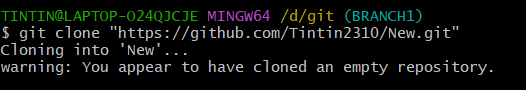 TINTIN@LAPTOP-O24QJCJE MINGW64 /d/git (BRANCH1)
$ git clone "https://github.com/Tintin2310/New.git"
Cloning into 'New'...
warning: You appear to have cloned an empty repository.